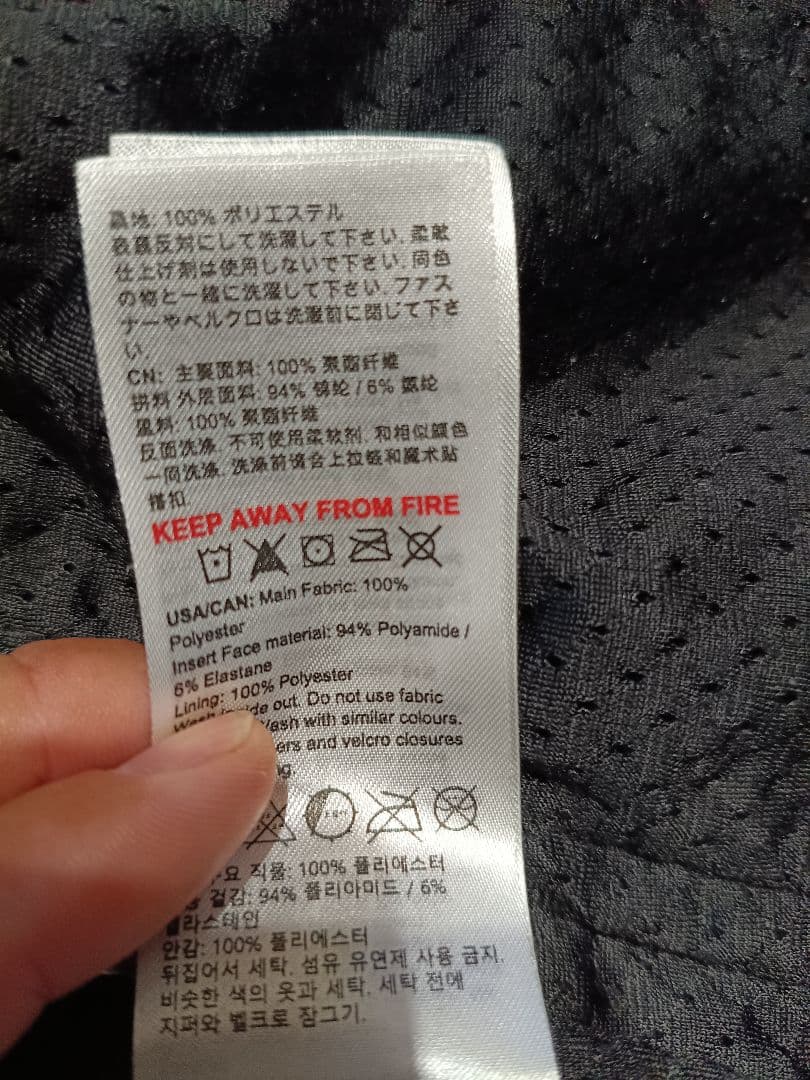 裏地: 100% ポリエステル
表裏反対にして洗濯して下さい. 柔軟
仕上げ剤は使用しないで下さい. 同色
の物と一緒に洗濯して下さい. ファス
ナーやベルクロは洗濯前に閉じて下さ
い.
CN: 主要面料: 100% 聚酯纤维
拼料 外层面料: 94% 锦纶 / 6% 氨纶
里料: 100% 聚酯纤维
反面洗涤. 不可使用柔软剂. 和相似颜色
一同洗涤. 洗涤前请合上拉链和魔术贴
搭扣.
KEEP AWAY FROM FIRE
USA/CAN: Main Fabric: 100%
Polyester
Insert Face material: 94% Polyamide /
6% Elastane
Lining: 100% Polyester
Wash inside out. Do not use fabric
Wash with similar colours.
and velcro closures
직물: 100% 폴리에스터
겉감: 94% 폴리아미드 / 6%
엘라스테인
안감: 100% 폴리에스터
뒤집어서 세탁. 섬유 유연제 사용 금지.
비슷한 색의 옷과 세탁. 세탁 전에
지퍼와 벨크로 잠그기.